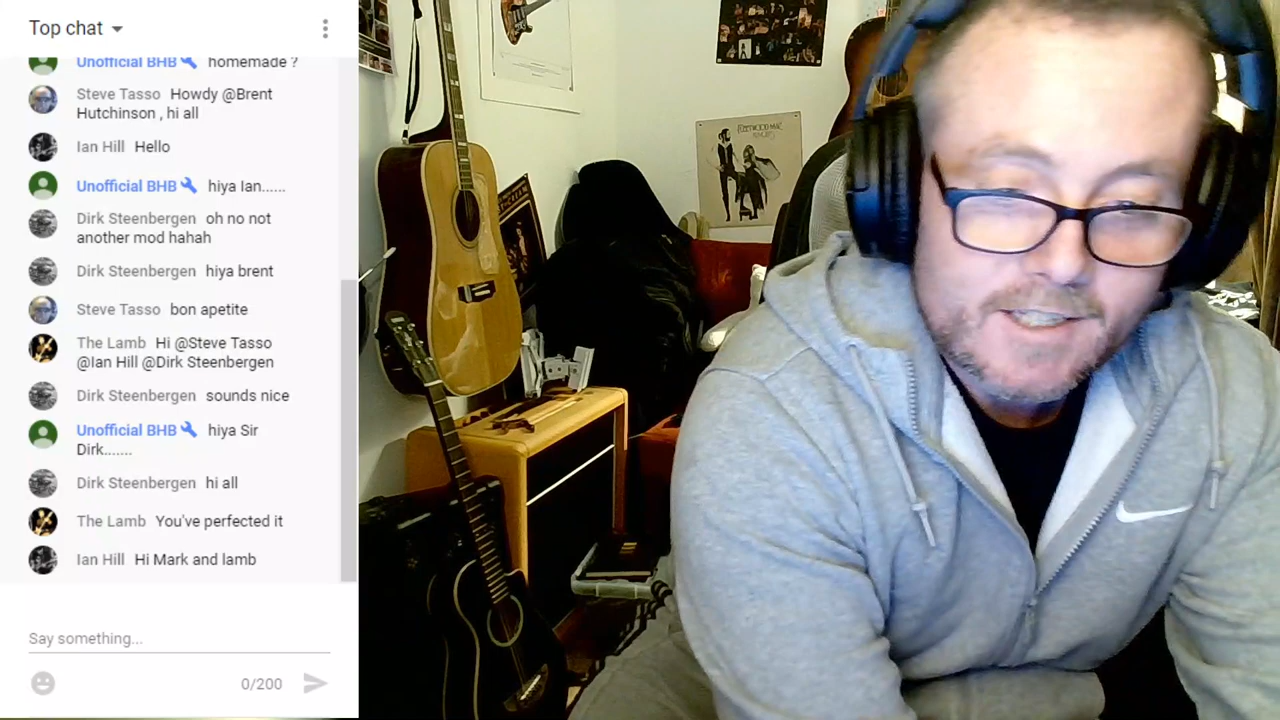 Top chat
Unofficial BHB homemade ?
Steve Tasso Howdy @Brent
Hutchinson , hi all
Ian Hill Hello
Unofficial BHB hiya Ian......
Dirk Steenbergen oh no not
another mod hahah
Dirk Steenbergen hiya brent
Steve Tasso bon apetite
The Lamb Hi @Steve Tasso
@Ian Hill @Dirk Steenbergen
Dirk Steenbergen sounds nice
Unofficial BHB hiya Sir
Dirk.......
Dirk Steenbergen hi all
The Lamb You've perfected it
Ian Hill Hi Mark and lamb
Say something...
0/200
FLEETWOOD MAC